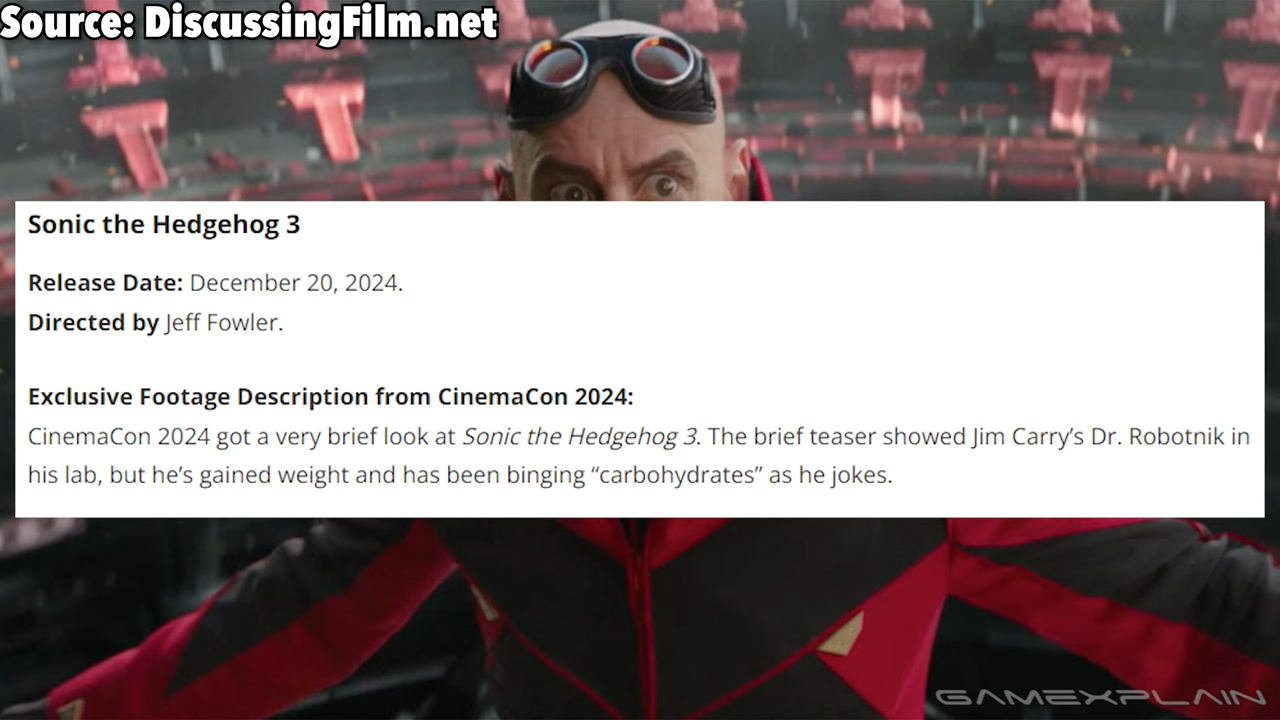 Source: DiscussingFilm.net
Sonic the Hedgehog 3
Release Date: December 20, 2024.
Directed by Jeff Fowler.
Exclusive Footage Description from CinemaCon 2024:
CinemaCon 2024 got a very brief look at Sonic the Hedgehog 3. The brief teaser showed Jim Carry’s Dr. Robotnik in
his lab, but he’s gained weight and has been binging “carbohydrates” as he jokes.
GAMEXPLAIN